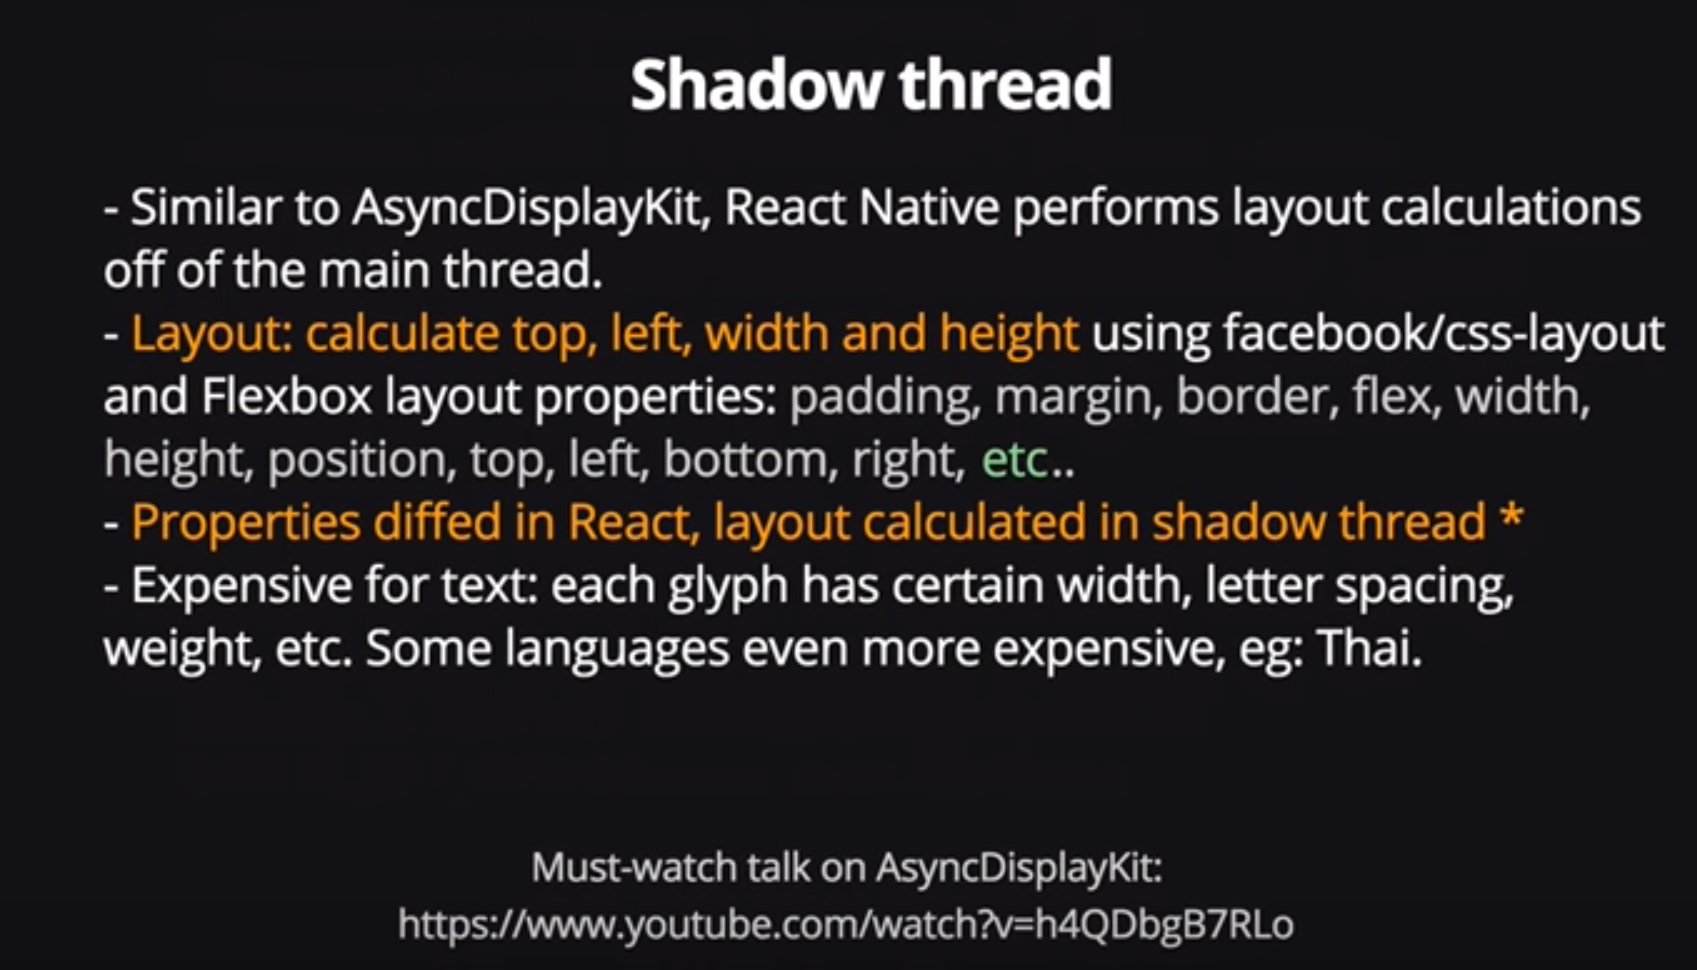 Shadow thread
- Similar to AsyncDisplayKit, React Native performs layout calculations
off of the main thread.
- Layout: calculate top, left, width and height using facebook/css-layout
and Flexbox layout properties: padding, margin, border, flex, width,
height, position, top, left, bottom, right, etc..
- Properties diffed in React, layout calculated in shadow thread *
- Expensive for text: each glyph has certain width, letter spacing,
weight, etc. Some languages even more expensive, eg: Thai.
Must-watch talk on AsyncDisplayKit:
https://www.youtube.com/watch?v=h4QDbgB7RLo